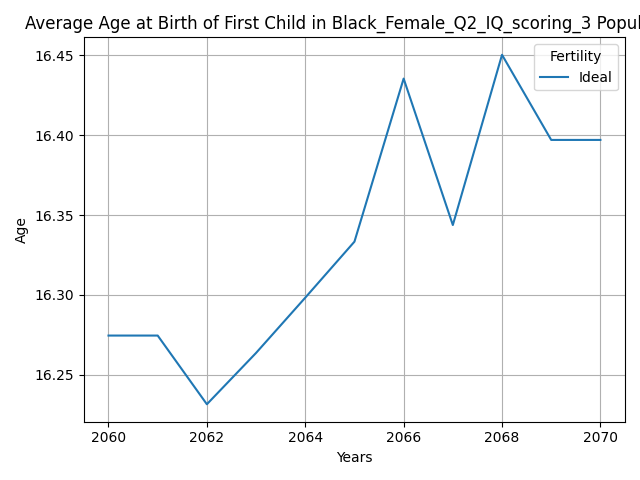 Average Age at Birth of First Child in Black_Female_Q2_IQ_scoring_3 Popul
Fertility
Ideal
16.45
16.40
16.35
16.30
16.25
Age
2060 2062 2064 2066 2068 2070
Years